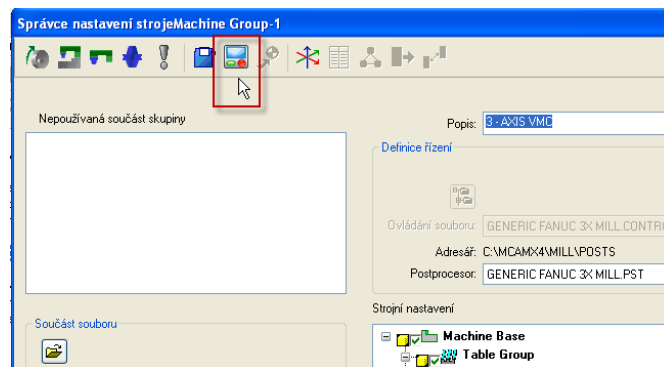 Správce nastavení strojeMachine Group-1
Nepoužívaná součást skupiny
Popis: 3 - AXIS VMC
Definice řízení
Ovládání souboru: GENERIC FANUC 3X MILL.CONTRO
Adresář: C:\MCAMX4\MILL\POSTS
Postprocesor: GENERIC FANUC 3X MILL.PST
Strojní nastavení
Součást souboru
Machine Base
Table Group